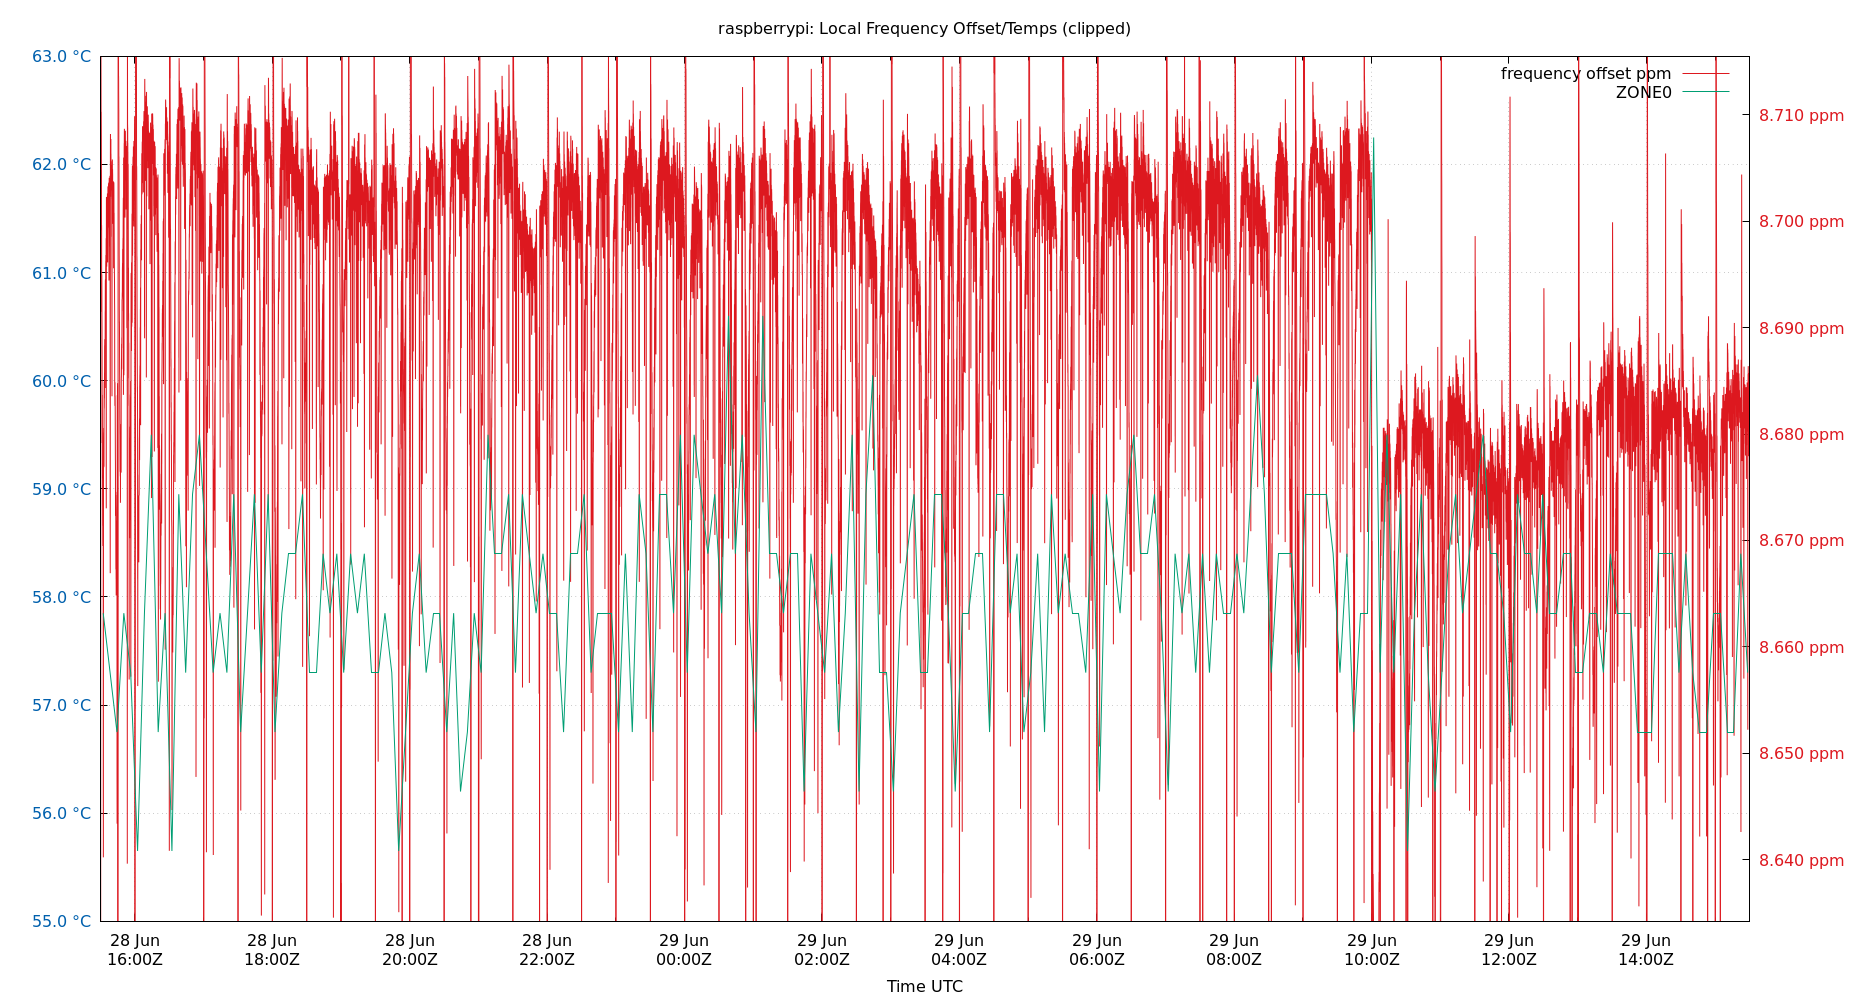 raspberrypi: Local Frequency Offset/Temps (clipped)
63.0 °C
62.0 °C
61.0 °C
60.0 °C
59.0 °C
58.0 °C
57.0 °C
56.0 °C
55.0 °C
frequency offset ppm
ZONE0
8.710 ppm
8.700 ppm
8.690 ppm
8.680 ppm
8.670 ppm
8.660 ppm
8.650 ppm
8.640 ppm
28 Jun 28 Jun 28 Jun 28 Jun 29 Jun 29 Jun 29 Jun 29 Jun 29 Jun 29 Jun 29 Jun 29 Jun
16:00Z 18:00Z 20:00Z 22:00Z 00:00Z 02:00Z 04:00Z 06:00Z 08:00Z 10:00Z 12:00Z 14:00Z
Time UTC